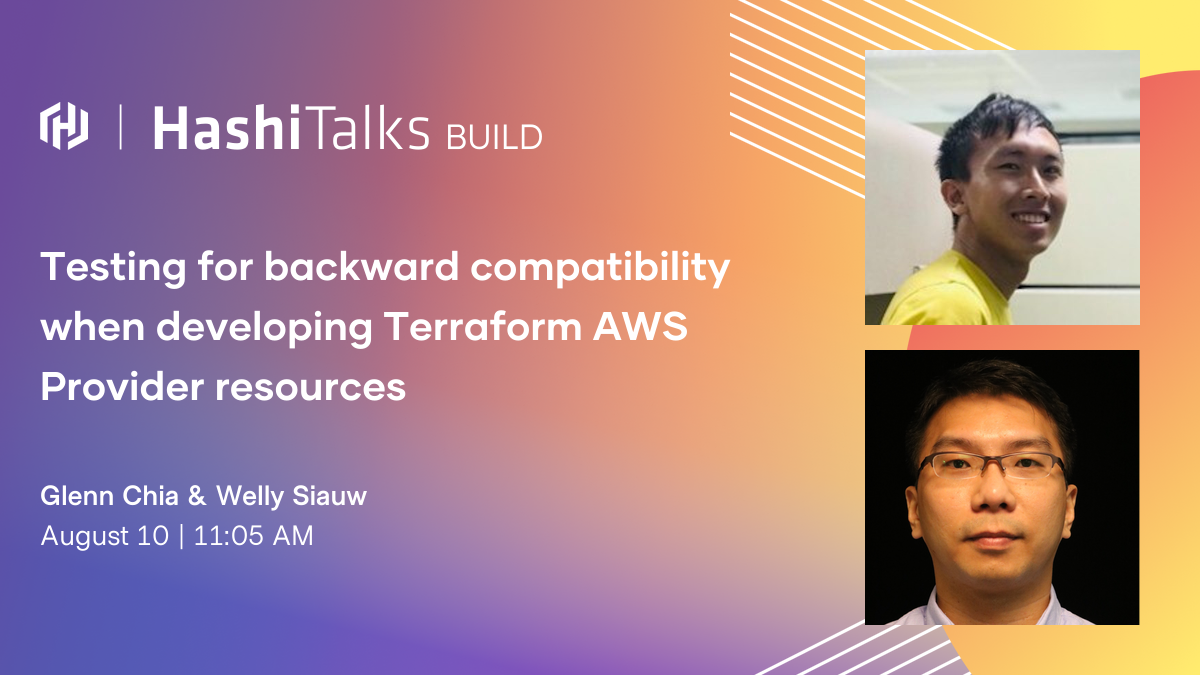 HashiTalks BUILD
Testing for backward compatibility
when developing Terraform AWS
Provider resources
Glenn Chia & Welly Siauw
August 10 | 11:05 AM